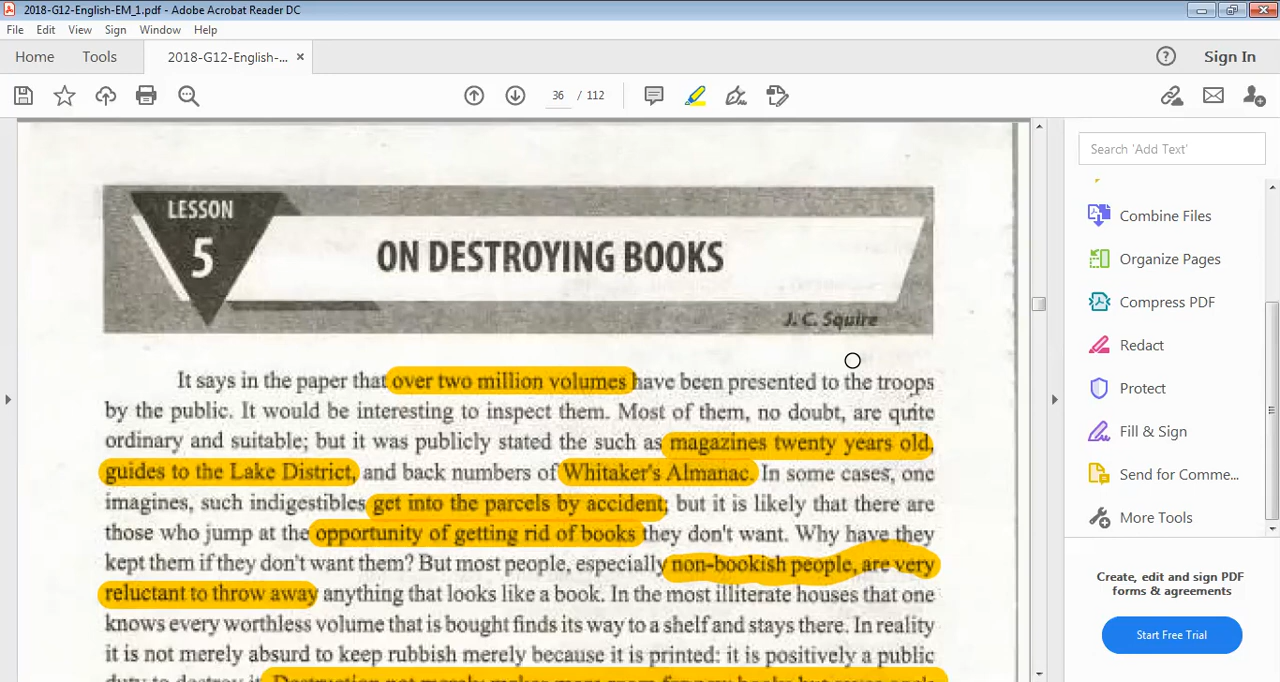 2018-G12-English-EM_1.pdf - Adobe Acrobat Reader DC
File Edit View Sign Window Help
Home Tools 2018-G12-English-... ×
? Sign In
36 / 112
Search 'Add Text'
Combine Files
Organize Pages
Compress PDF
Redact
Protect
Fill & Sign
Send for Comme...
More Tools
Create, edit and sign PDF
forms & agreements
Start Free Trial
LESSON
5
ON DESTROYING BOOKS
J. C. Squire
It says in the paper that over two million volumes have been presented to the troops
by the public. It would be interesting to inspect them. Most of them, no doubt, are quite
ordinary and suitable; but it was publicly stated the such as magazines twenty years old,
guides to the Lake District, and back numbers of Whitaker's Almanac. In some cases, one
imagines, such indigestibles get into the parcels by accident; but it is likely that there are
those who jump at the opportunity of getting rid of books they don't want. Why have they
kept them if they don't want them? But most people, especially non-bookish people, are very
reluctant to throw away anything that looks like a book. In the most illiterate houses that one
knows every worthless volume that is bought finds its way to a shelf and stays there. In reality
it is not merely absurd to keep rubbish merely because it is printed: it is positively a public
duty to destroy it. Destruction not merely makes more room for new books but saves one's